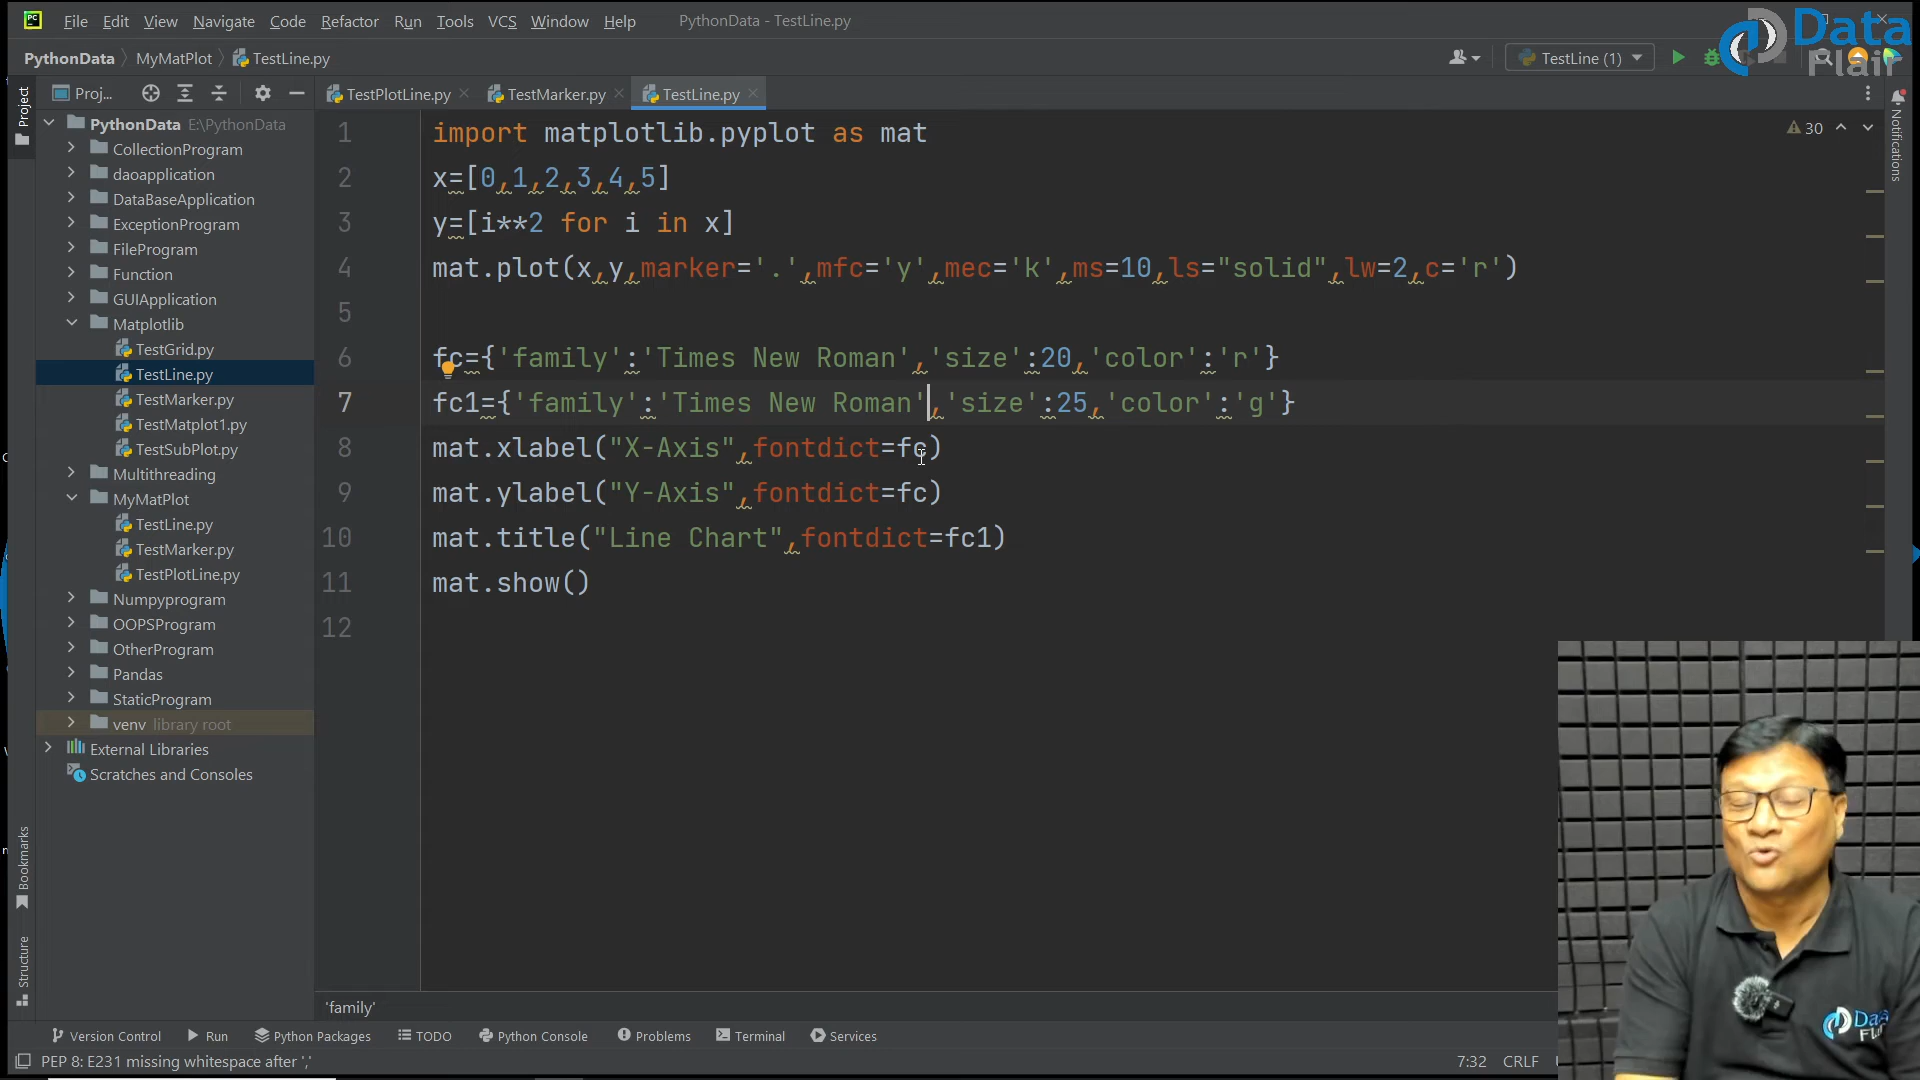 File Edit View Navigate Code Refactor Run Tools VCS Window Help PythonData - TestLine.py
Data Flair
PythonData MyMatPlot TestLine.py TestLine (1)
Project Proj... TestPlotLine.py TestMarker.py TestLine.py
PythonData E:\PythonData
CollectionProgram
daoapplication
DataBaseApplication
ExceptionProgram
FileProgram
Function
GUIApplication
Matplotlib
TestGrid.py
TestLine.py
TestMarker.py
TestMatplot1.py
TestSubPlot.py
Multithreading
MyMatPlot
TestLine.py
TestMarker.py
TestPlotLine.py
Numpyprogram
OOPSProgram
OtherProgram
Pandas
StaticProgram
venv library root
External Libraries
Scratches and Consoles
1 import matplotlib.pyplot as mat
2 x=[0,1,2,3,4,5]
3 y=[i**2 for i in x]
4 mat.plot(x,y,marker='.',mfc='y',mec='k',ms=10,ls="solid",lw=2,c='r')
5
6 fc={'family':'Times New Roman','size':20,'color':'r'}
7 fc1={'family':'Times New Roman','size':25,'color':'g'}
8 mat.xlabel("X-Axis",fontdict=fc)
9 mat.ylabel("Y-Axis",fontdict=fc)
10 mat.title("Line Chart",fontdict=fc1)
11 mat.show()
12
30
Notifications
Bookmarks
Structure
'family'
Version Control Run Python Packages TODO Python Console Problems Terminal Services
PEP 8: E231 missing whitespace after ',' 7:32 CRLF